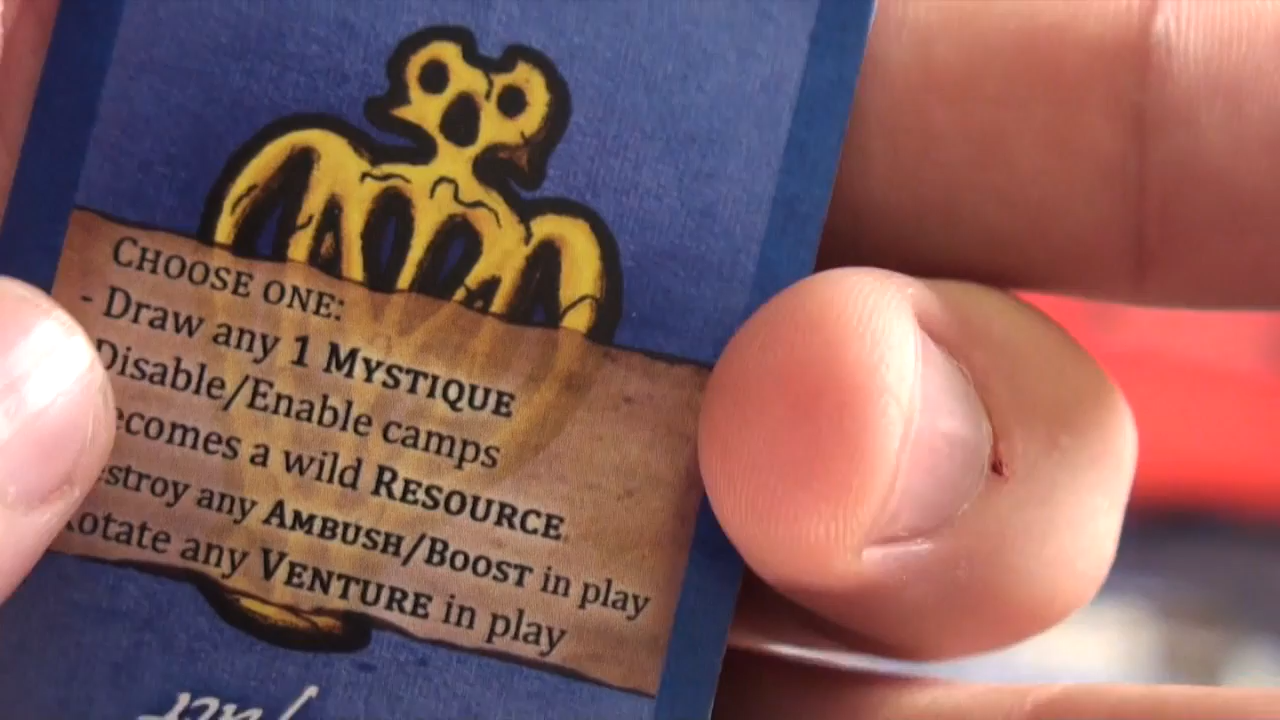 CHOOSE ONE:
- Draw any 1 MYSTIQUE
Disable/Enable camps
ecomes a wild RESOURCE
estroy any AMBUSH/BOOST in play
otate any VENTURE in play